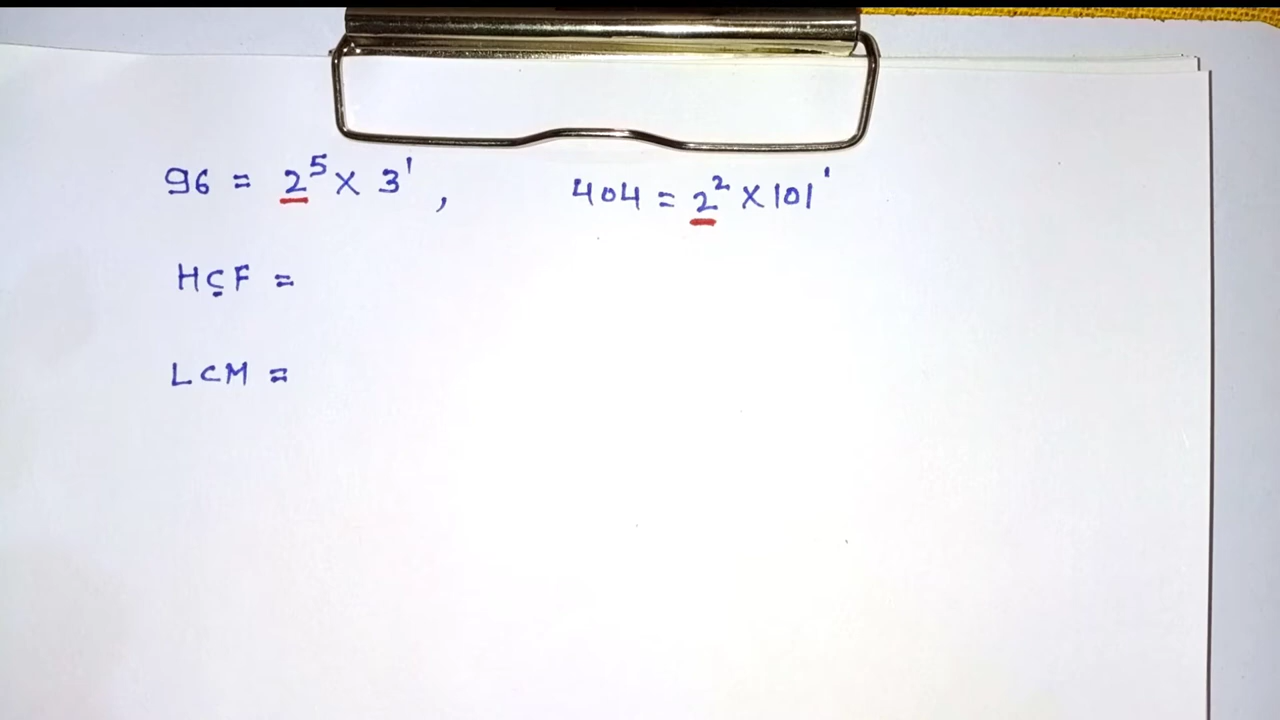 96 = 2⁵ × 3¹, 404 = 2² × 101¹
HCF =
LCM =